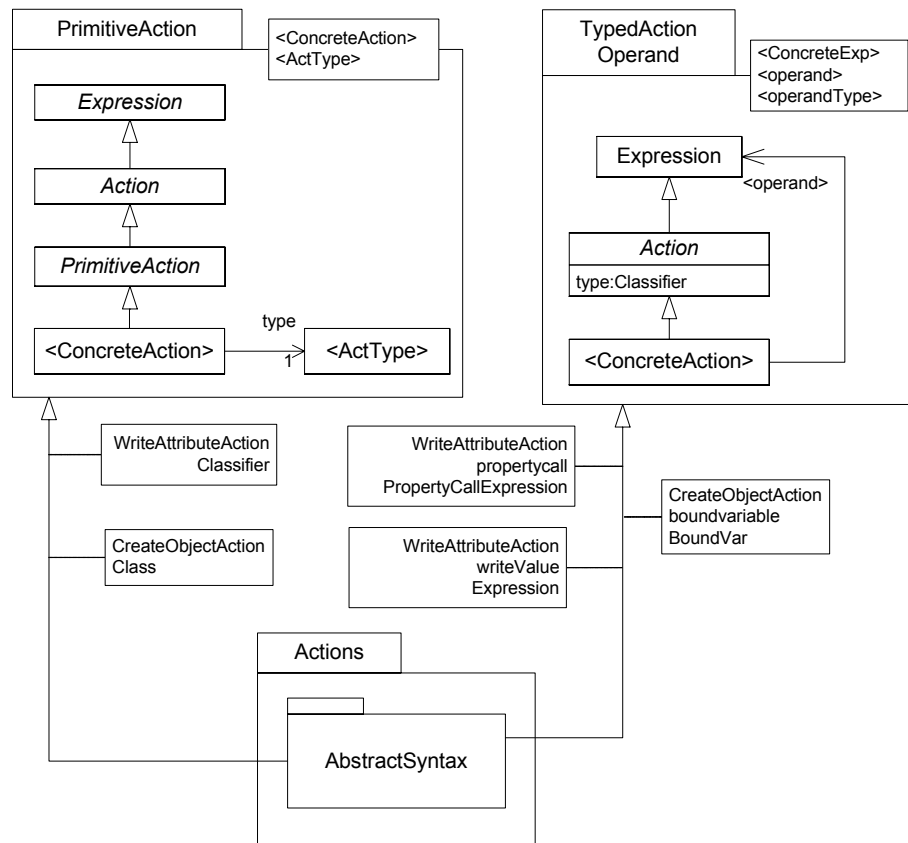 PrimitiveAction
<ConcreteAction>
<ActType>
Expression
Action
PrimitiveAction
<ConcreteAction>
type
1
<ActType>
TypedAction
Operand
<ConcreteExp>
<operand>
<operandType>
Expression
<operand>
Action
type:Classifier
<ConcreteAction>
WriteAttributeAction
Classifier
CreateObjectAction
Class
WriteAttributeAction
propertycall
PropertyCallExpression
WriteAttributeAction
writeValue
Expression
CreateObjectAction
boundvariable
BoundVar
Actions
AbstractSyntax